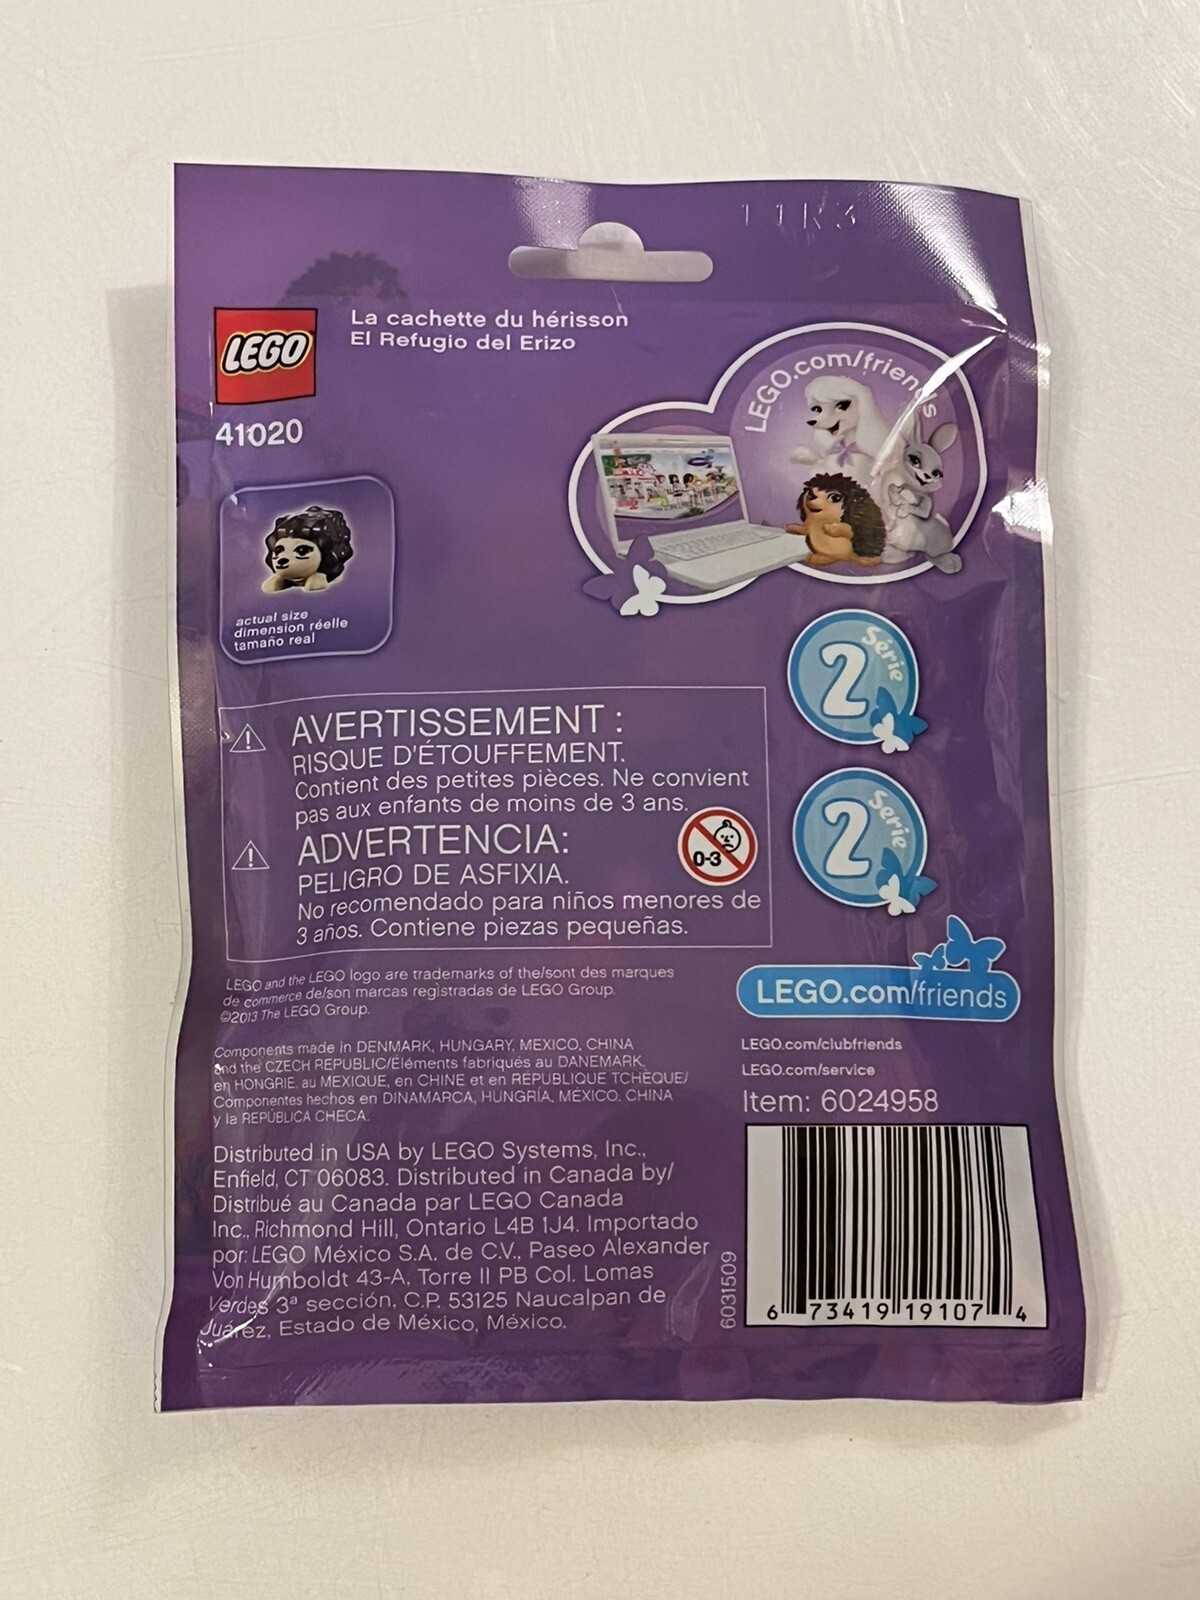 11R3
LEGO
La cachette du hérisson
El Refugio del Erizo
41020
LEGO.com/friends
actual size
dimension réelle
tamaño real
2 Série
2 Serie
AVERTISSEMENT :
RISQUE D'ÉTOUFFEMENT.
Contient des petites pièces. Ne convient
pas aux enfants de moins de 3 ans.
ADVERTENCIA:
PELIGRO DE ASFIXIA.
No recomendado para niños menores de
3 años. Contiene piezas pequeñas.
0-3
LEGO and the LEGO logo are trademarks of the/sont des marques
de commerce de/son marcas registradas de LEGO Group.
©2013 The LEGO Group.
LEGO.com/friends
Components made in DENMARK, HUNGARY, MEXICO, CHINA
and the CZECH REPUBLIC/Éléments fabriqués au DANEMARK,
en HONGRIE, au MEXIQUE, en CHINE et en RÉPUBLIQUE TCHÈQUE/
Componentes hechos en DINAMARCA, HUNGRÍA, MÉXICO, CHINA
y la REPÚBLICA CHECA.
LEGO.com/clubfriends
LEGO.com/service
Item: 6024958
Distributed in USA by LEGO Systems, Inc.,
Enfield, CT 06083. Distributed in Canada by/
Distribué au Canada par LEGO Canada
Inc., Richmond Hill, Ontario L4B 1J4. Importado
por: LEGO México S.A. de C.V., Paseo Alexander
Von Humboldt 43-A, Torre II PB Col. Lomas
Verdes 3ª sección, C.P. 53125 Naucalpan de
Juárez, Estado de México, México.
6031509
6 73419 19107 4